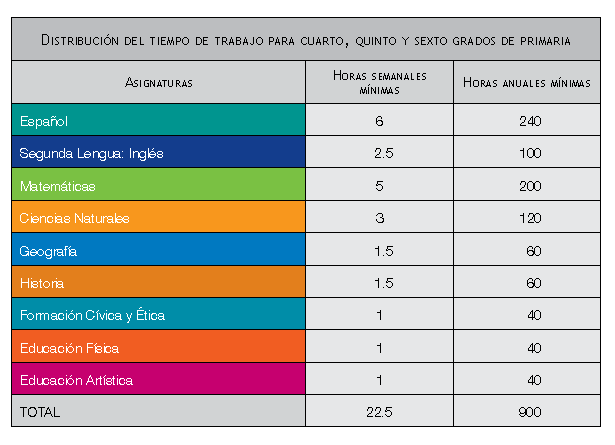 Distribución del tiempo de trabajo para cuarto, quinto y sexto grados de primaria
Asignaturas
Horas semanales
mínimas
Horas anuales mínimas
Español 6 240
Segunda Lengua: Inglés 2.5 100
Matemáticas 5 200
Ciencias Naturales 3 120
Geografía 1.5 60
Historia 1.5 60
Formación Cívica y Ética 1 40
Educación Física 1 40
Educación Artística 1 40
TOTAL 22.5 900